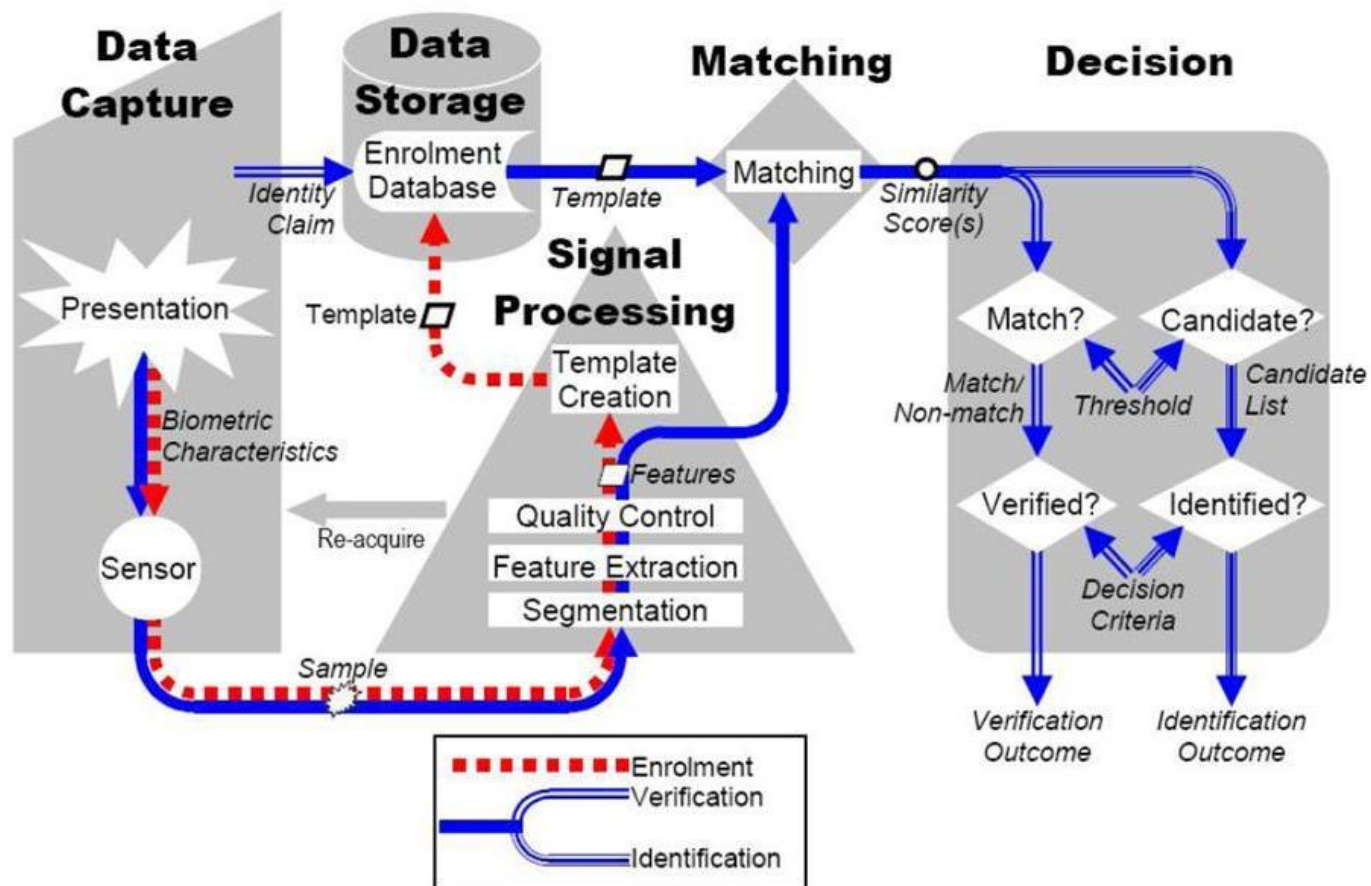 Data
Capture
Data
Storage
Matching
Decision
Enrolment
Database
Identity
Claim
Template
Matching
Similarity
Score(s)
Signal
Processing
Presentation
Template
Template
Creation
Match?
Candidate?
Match/
Non-match
Threshold
Candidate
List
Biometric
Characteristics
Features
Quality Control
Feature Extraction
Segmentation
Re-acquire
Sensor
Verified?
Identified?
Decision
Criteria
Sample
Verification
Outcome
Identification
Outcome
Enrolment
Verification
Identification